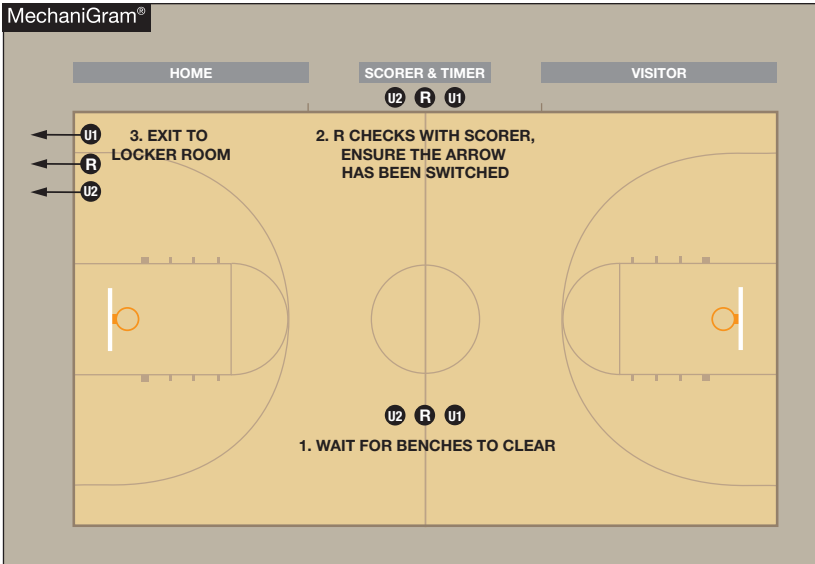 MechaniGram®
HOME
SCORER & TIMER
VISITOR
U2 R U1
U1
3. EXIT TO
LOCKER ROOM
R
U2
2. R CHECKS WITH SCORER,
ENSURE THE ARROW
HAS BEEN SWITCHED
U2 R U1
1. WAIT FOR BENCHES TO CLEAR